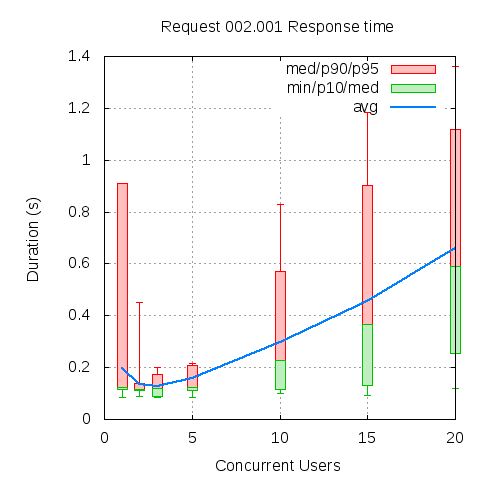 Request 002.001 Response time
1.4
1.2
1
0.8
0.6
0.4
0.2
0
0
5
10
15
20
Duration (s)
Concurrent Users
med/p90/p95
min/p10/med
avg